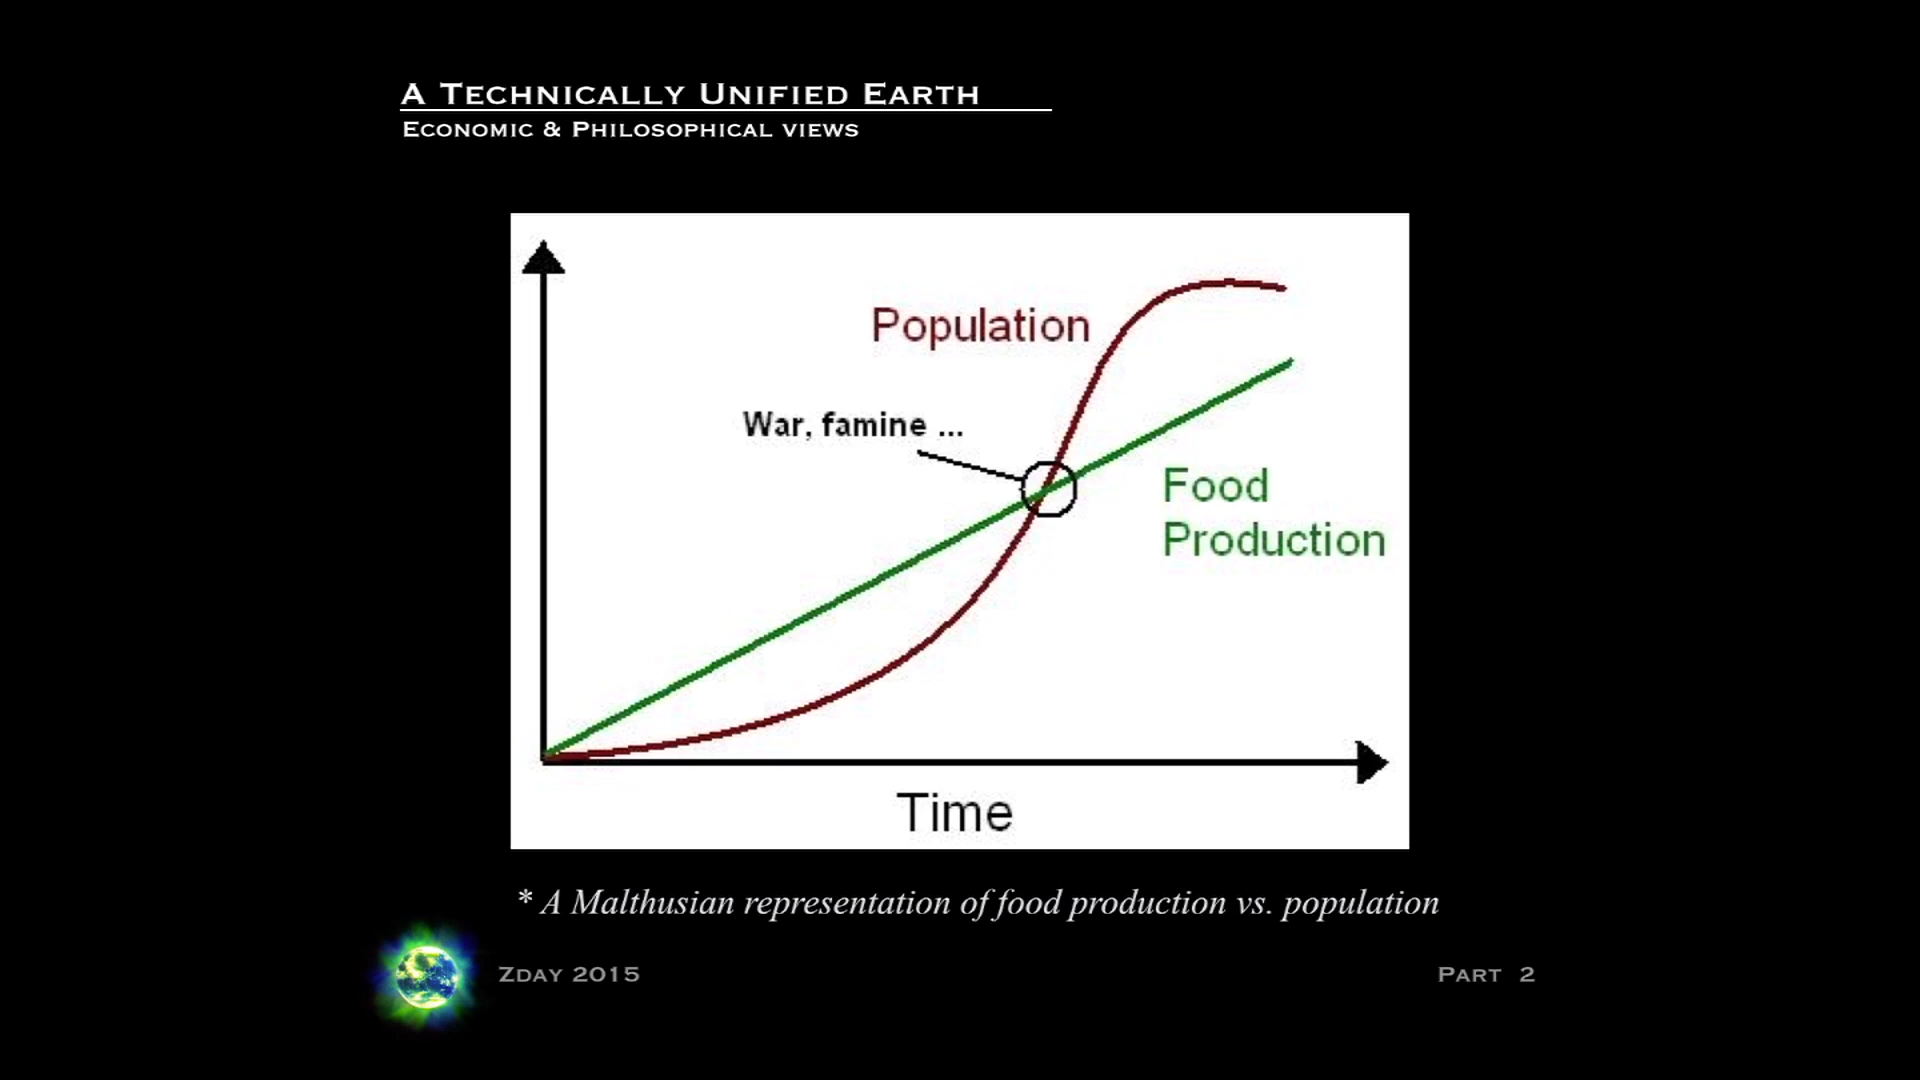 A Technically Unified Earth
Economic & Philosophical views
Population
War, famine ...
Food
Production
Time
* A Malthusian representation of food production vs. population
Zday 2015
Part 2